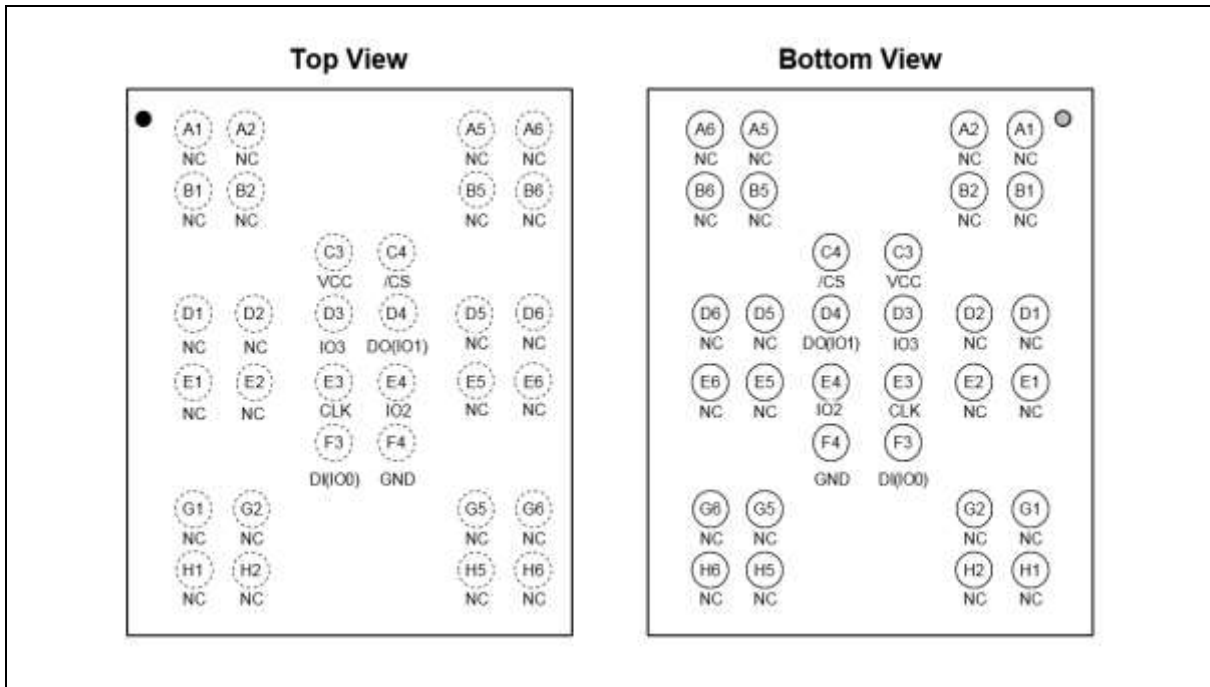 Top View Bottom View
A1 A2 A5 A6 A6 A5 A2 A1
NC NC NC NC NC NC NC NC
B1 B2 B5 B6 B6 B5 B2 B1
NC NC NC NC NC NC NC NC
C3 C4 C4 C3
VCC /CS /CS VCC
D1 D2 D3 D4 D5 D6 D6 D5 D4 D3 D2 D1
NC NC IO3 DO(IO1) NC NC NC NC DO(IO1) IO3 NC NC
E1 E2 E3 E4 E5 E6 E6 E5 E4 E3 E2 E1
NC NC CLK IO2 NC NC NC NC IO2 CLK NC NC
F3 F4 F4 F3
DI(IO0) GND GND DI(IO0)
G1 G2 G5 G6 G6 G5 G2 G1
NC NC NC NC NC NC NC NC
H1 H2 H5 H6 H6 H5 H2 H1
NC NC NC NC NC NC NC NC